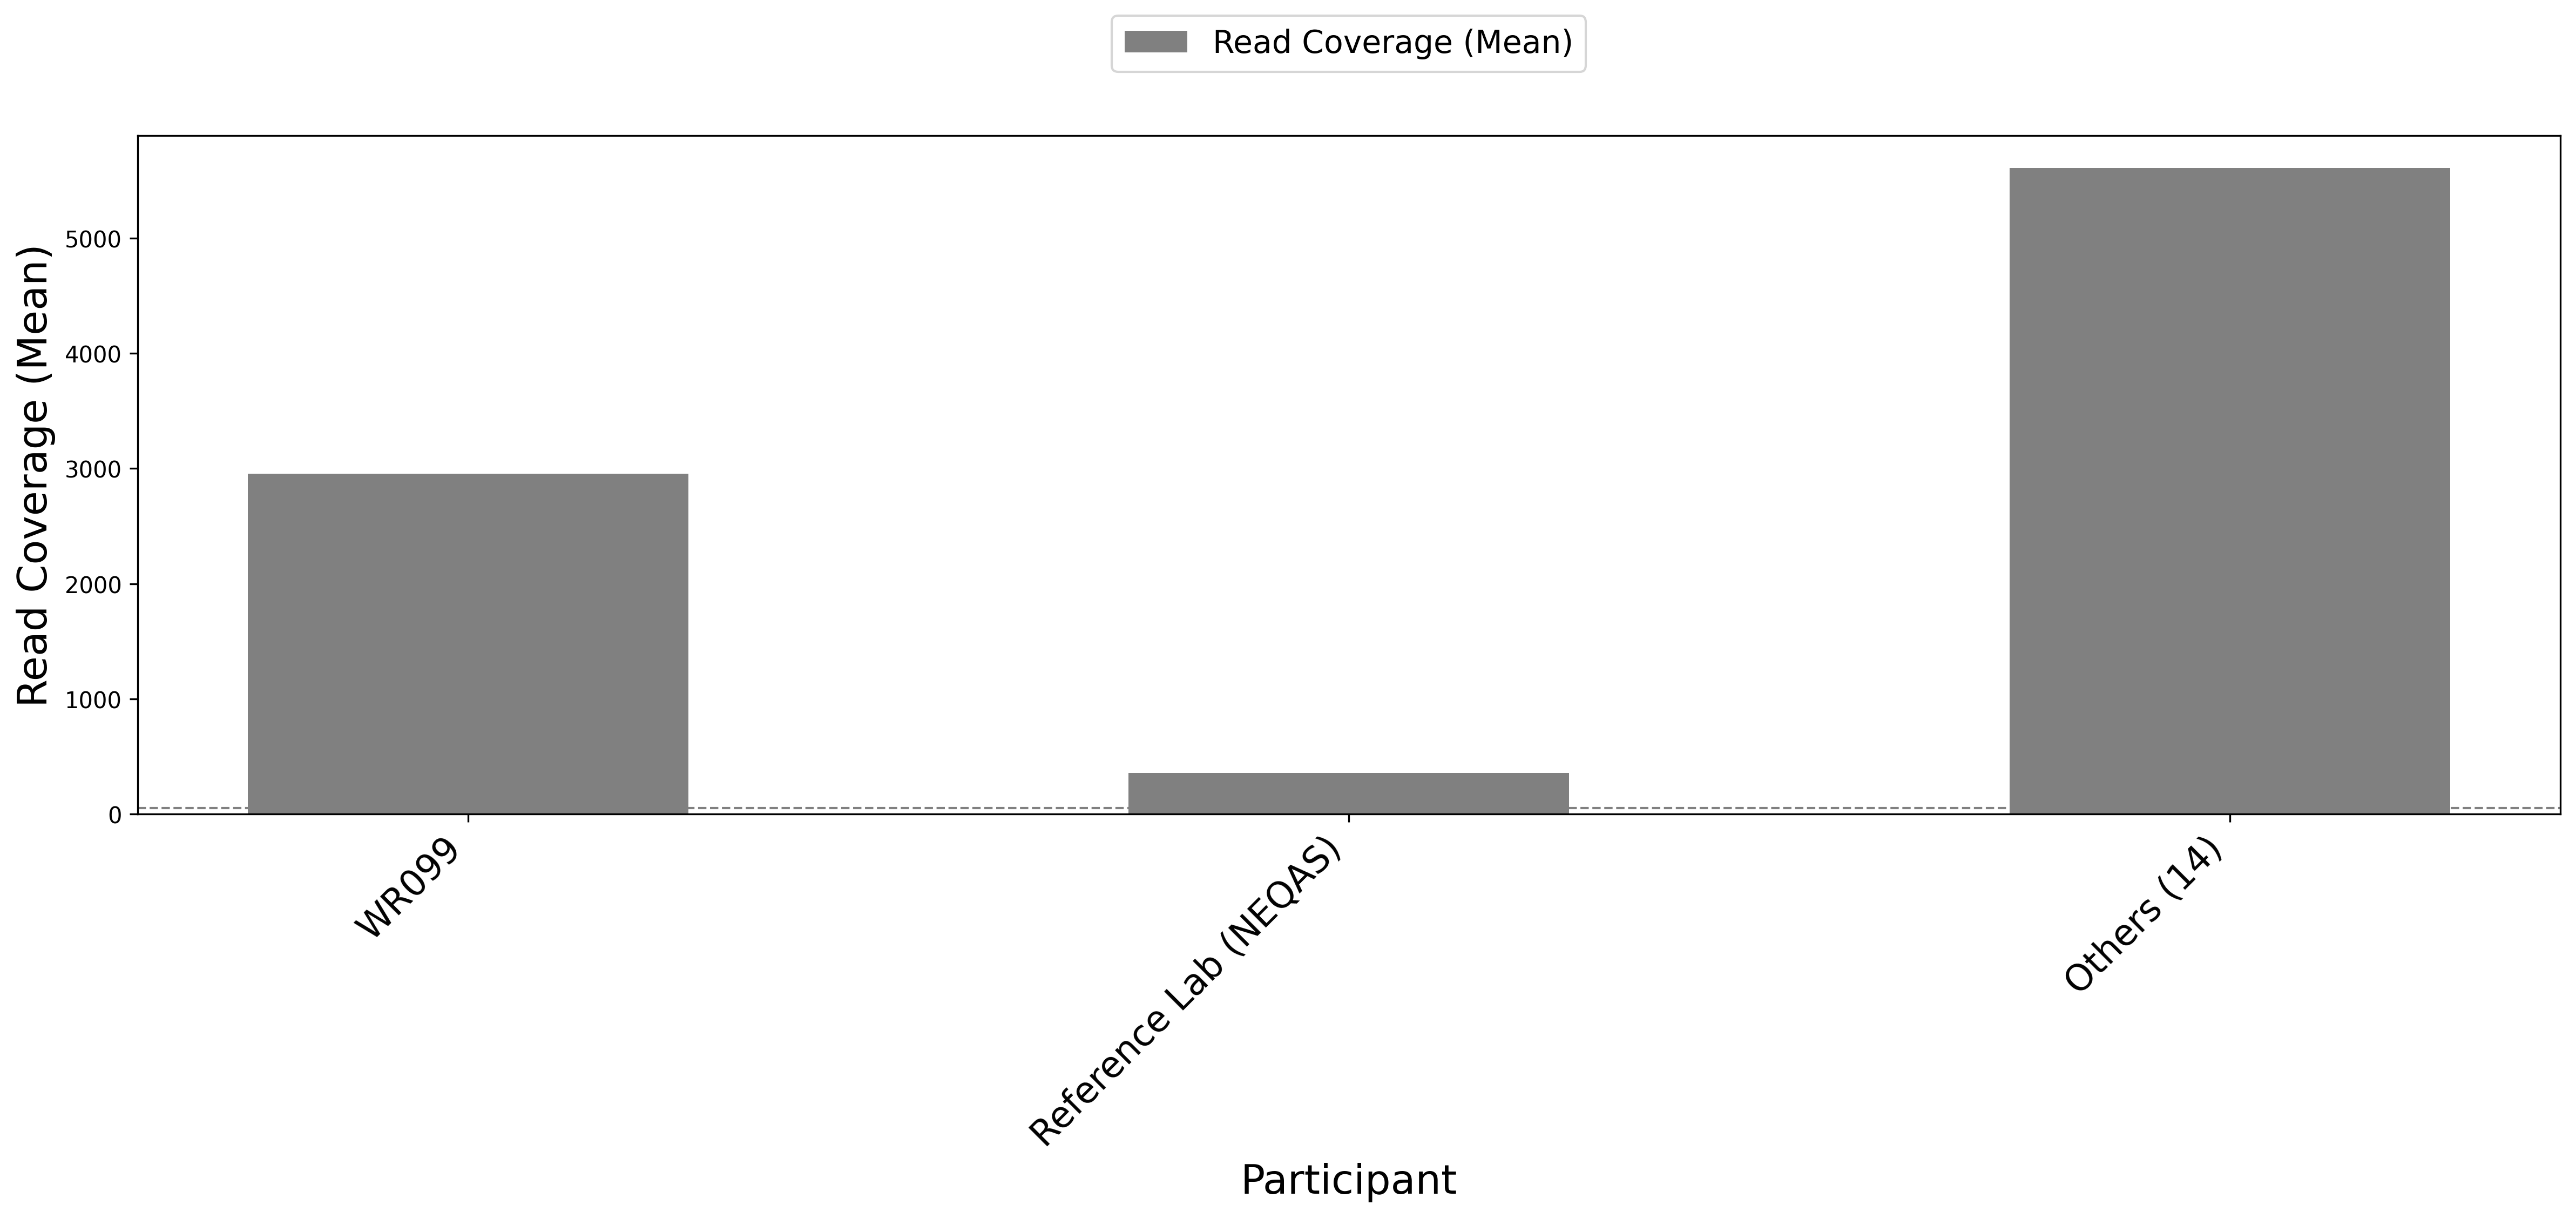 Read Coverage (Mean)
Read Coverage (Mean)
5000
4000
3000
2000
1000
0
WR099
Reference Lab (NEQAS)
Others (14)
Participant